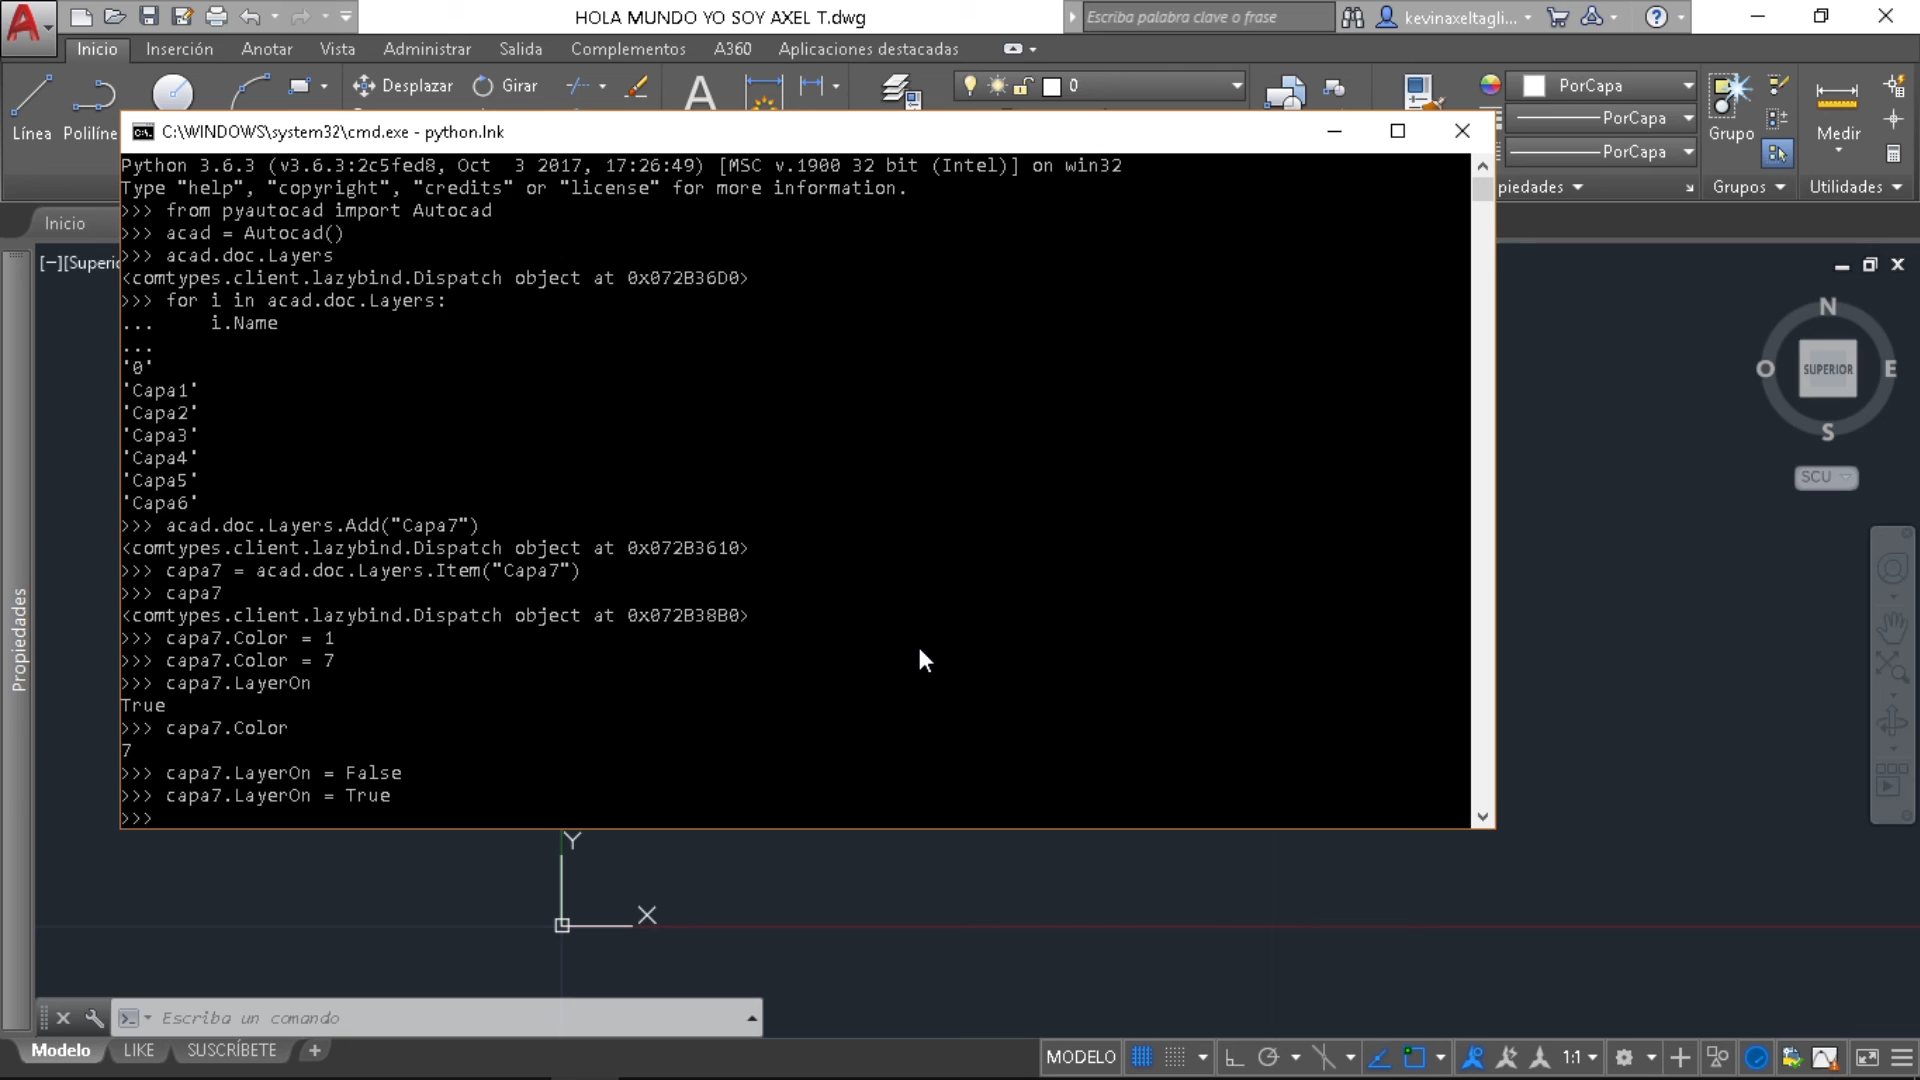 HOLA MUNDO YO SOY AXEL T.dwg
Escriba palabra clave o frase
kevinaxeltagli...
Inicio
Inserción
Anotar
Vista
Administrar
Salida
Complementos
A360
Aplicaciones destacadas
Desplazar
Girar
A
0
PorCapa
Línea
Polilíne
PorCapa
PorCapa
Grupo
Medir
piedades
Grupos
Utilidades
C:\WINDOWS\system32\cmd.exe - python.lnk
Python 3.6.3 (v3.6.3:2c5fed8, Oct  3 2017, 17:26:49) [MSC v.1900 32 bit (Intel)] on win32
Type "help", "copyright", "credits" or "license" for more information.
>>> from pyautocad import Autocad
>>> acad = Autocad()
>>> acad.doc.Layers
<comtypes.client.lazybind.Dispatch object at 0x072B36D0>
>>> for i in acad.doc.Layers:
...     i.Name
...
'0'
'Capa1'
'Capa2'
'Capa3'
'Capa4'
'Capa5'
'Capa6'
>>> acad.doc.Layers.Add("Capa7")
<comtypes.client.lazybind.Dispatch object at 0x072B3610>
>>> capa7 = acad.doc.Layers.Item("Capa7")
>>> capa7
<comtypes.client.lazybind.Dispatch object at 0x072B38B0>
>>> capa7.Color = 1
>>> capa7.Color = 7
>>> capa7.LayerOn
True
>>> capa7.Color
7
>>> capa7.LayerOn = False
>>> capa7.LayerOn = True
>>>
Inicio
[−][Superio
Propiedades
N
O
SUPERIOR
E
S
SCU
Y
X
Escriba un comando
Modelo
LIKE
SUSCRÍBETE
+
MODELO
1:1